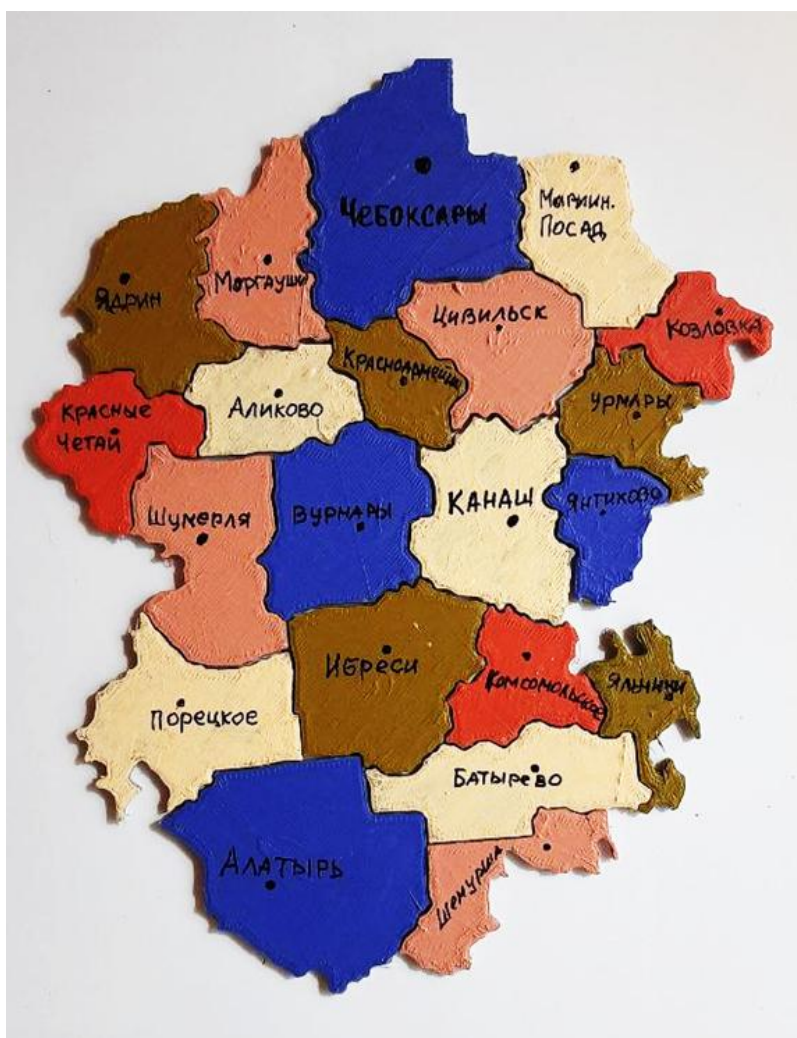 Чебоксары
Мариин.
Посад
Ядрин
Моргауши
Цивильск
Козловка
Красноармейск
Красные
Четай
Аликово
Урмары
Шумерля
Вурнары
Канаш
Янтиково
Ибреси
Комсомольское
Яльчики
Порецкое
Батырево
Алатырь
Шемурша